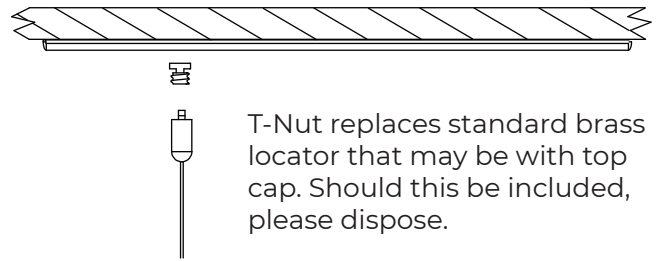 T-Nut replaces standard brass
locator that may be with top
cap. Should this be included,
please dispose.